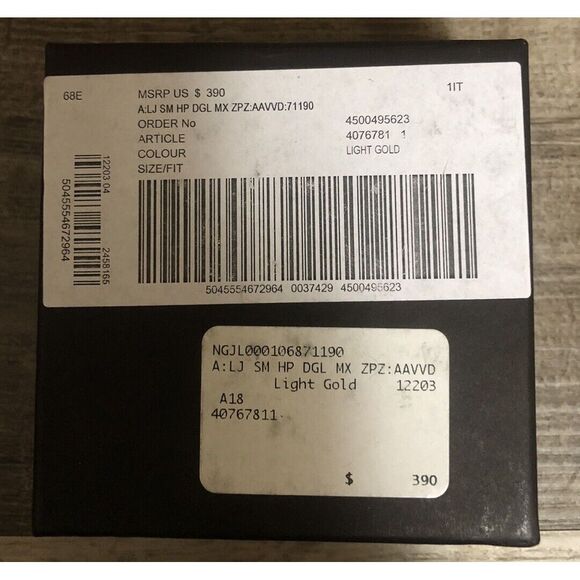 68E MSRP US $ 390 1IT
A:LJ SM HP DGL MX ZPZ:AAVVD:71190
ORDER No 4500495623
ARTICLE 4076781 1
COLOUR LIGHT GOLD
SIZE/FIT
12203:04
5045554672964
2458165
5045554672964 0037429 4500495623
NGJL000106871190
A:LJ SM HP DGL MX ZPZ:AAVVD
Light Gold 12203
A18
40767811
$ 390